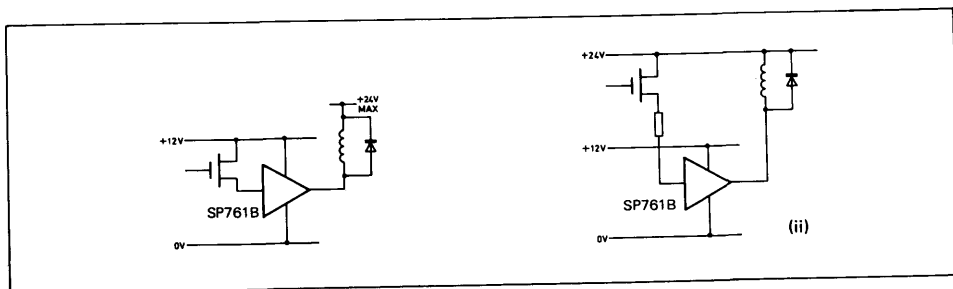 +24V
MAX
+12V
SP761B
0V
+24V
+12V
SP761B
0V
(ii)